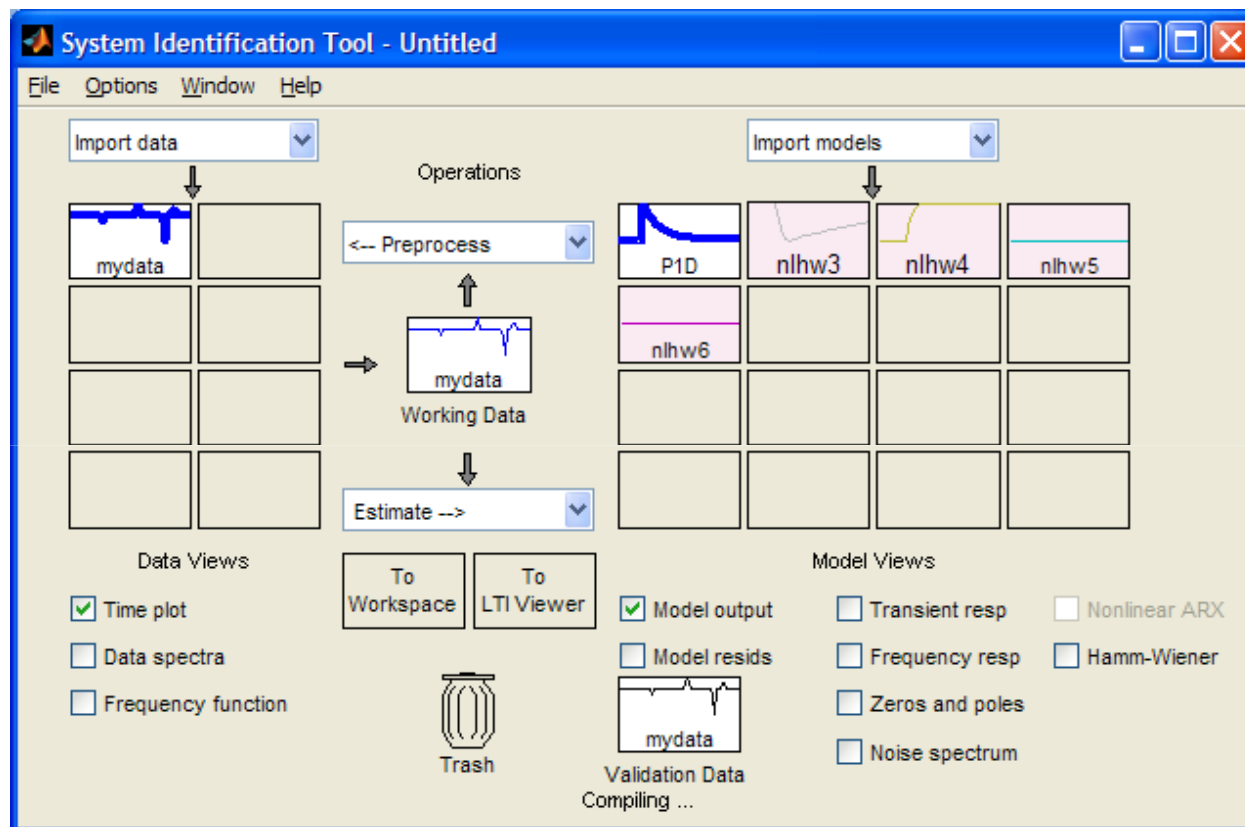 System Identification Tool - Untitled
File Options Window Help
Import data
Import models
Operations
mydata
<-- Preprocess
P1D
nlhw3
nlhw4
nlhw5
nlhw6
mydata
Working Data
Estimate -->
Data Views
Model Views
To
Workspace
To
LTI Viewer
Time plot
Data spectra
Frequency function
Model output
Model resids
Transient resp
Frequency resp
Zeros and poles
Noise spectrum
Nonlinear ARX
Hamm-Wiener
Trash
mydata
Validation Data
Compiling ...